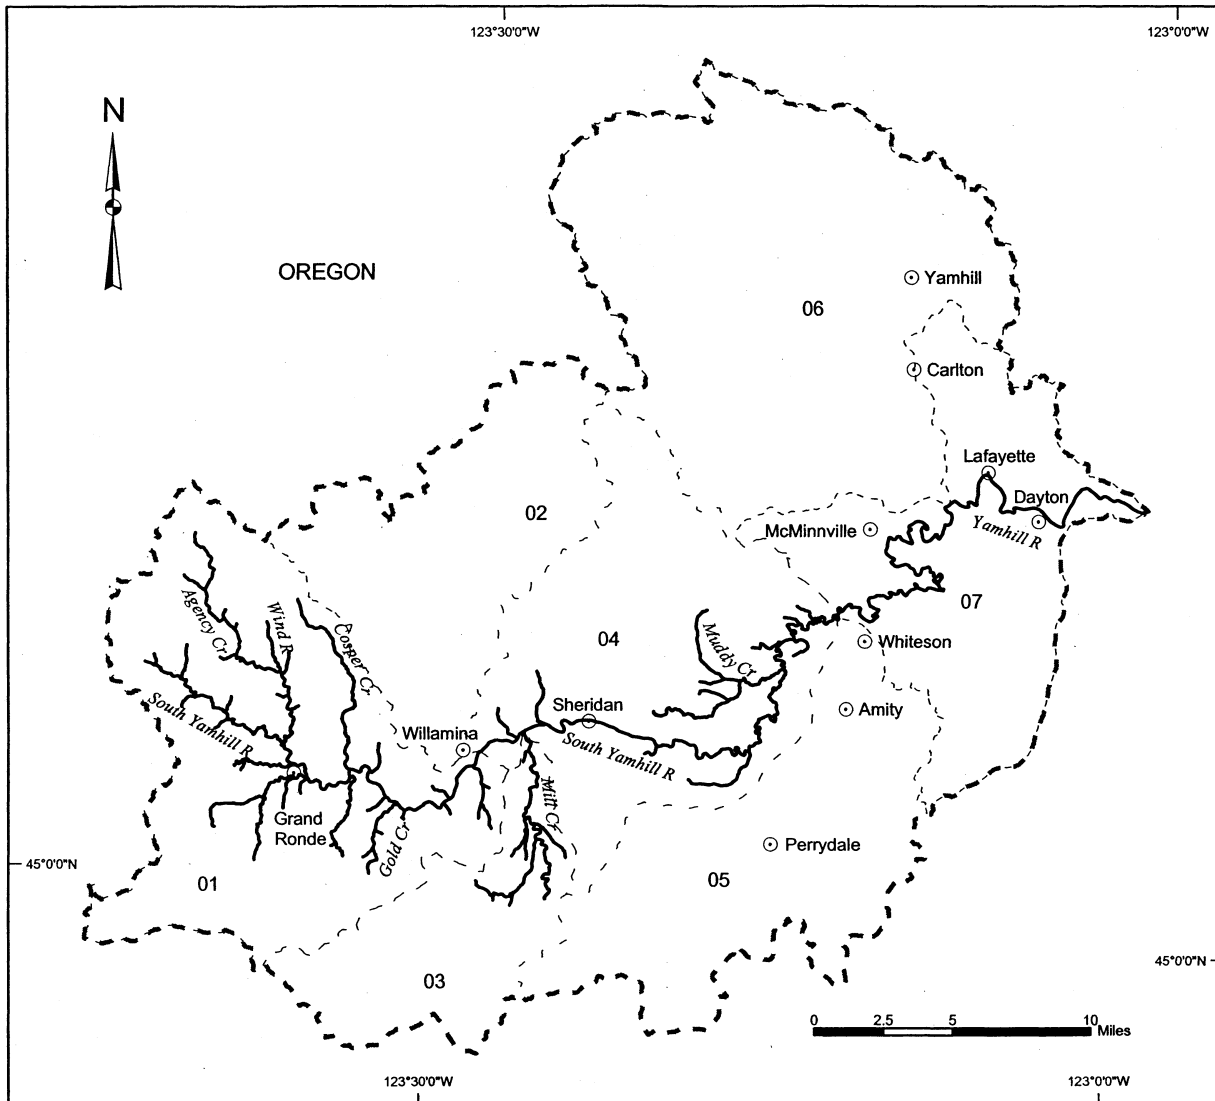 123°30'0"W
123°0'0"W
N
OREGON
Yamhill
06
Carlton
Lafayette
Dayton
02
McMinnville
Yamhill R
Agency Cr
Wind R
Cosper Cr
04
Muddy Cr
07
Whiteson
South Yamhill R
Sheridan
Amity
Willamina
South Yamhill R
Mill Cr
Grand
Ronde
Gold Cr
Perrydale
45°0'0"N
01
05
45°0'0"N
03
0
2.5
5
10
Miles
123°30'0"W
123°0'0"W